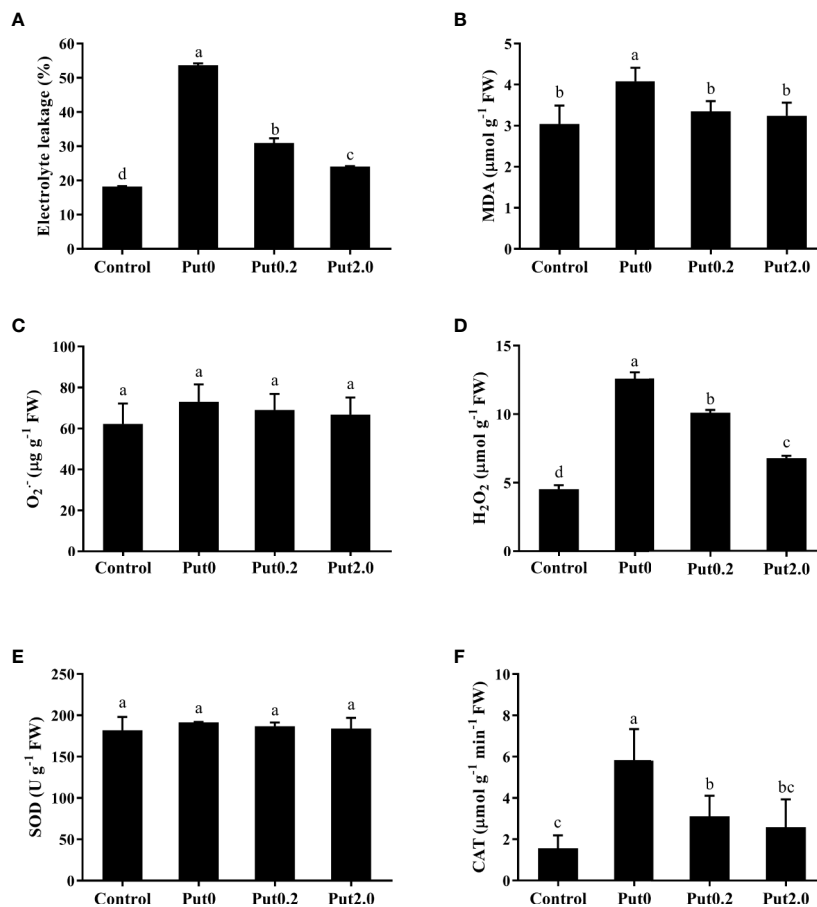 A
Electrolyte leakage (%)
60
50
40
30
20
10
0
d
a
b
c
Control Put0 Put0.2 Put2.0
B
MDA (μmol g⁻¹ FW)
5
4
3
2
1
0
b
a
b
b
Control Put0 Put0.2 Put2.0
C
O₂·⁻ (μg g⁻¹ FW)
100
80
60
40
20
0
a
a
a
a
Control Put0 Put0.2 Put2.0
D
H₂O₂ (μmol g⁻¹ FW)
15
10
5
0
d
a
b
c
Control Put0 Put0.2 Put2.0
E
SOD (U g⁻¹ FW)
250
200
150
100
50
0
a
a
a
a
Control Put0 Put0.2 Put2.0
F
CAT (μmol g⁻¹ min⁻¹ FW)
10
8
6
4
2
0
c
a
b
bc
Control Put0 Put0.2 Put2.0